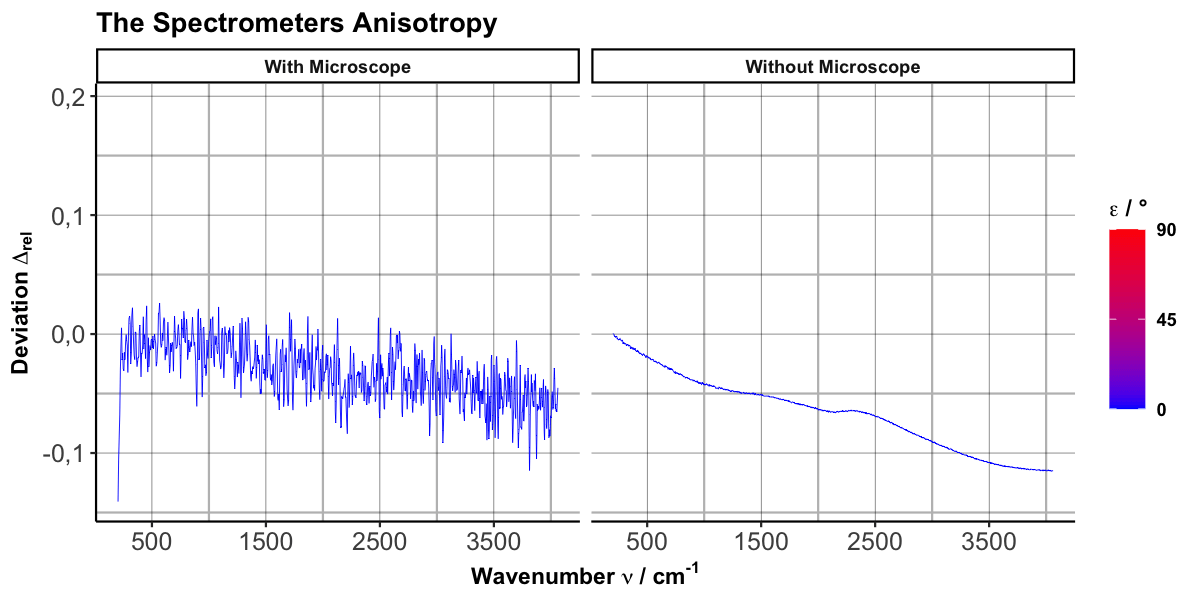 The Spectrometers Anisotropy
With Microscope
Without Microscope
0,2
0,1
0,0
-0,1
Deviation Δrel
500 1500 2500 3500
500 1500 2500 3500
Wavenumber ν / cm⁻¹
ε / °
90
45
0